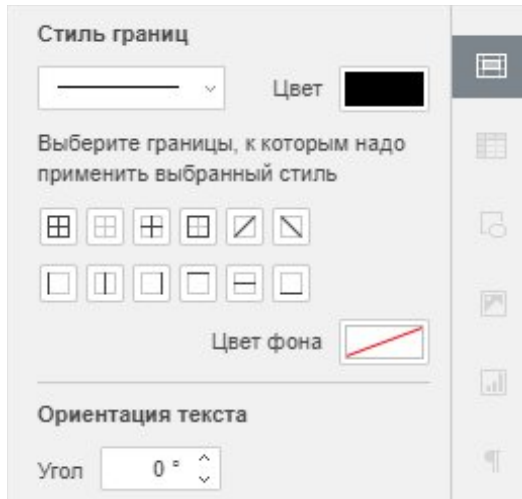 Стиль границ
Цвет
Выберите границы, к которым надо
применить выбранный стиль
Цвет фона
Ориентация текста
Угол 0 °